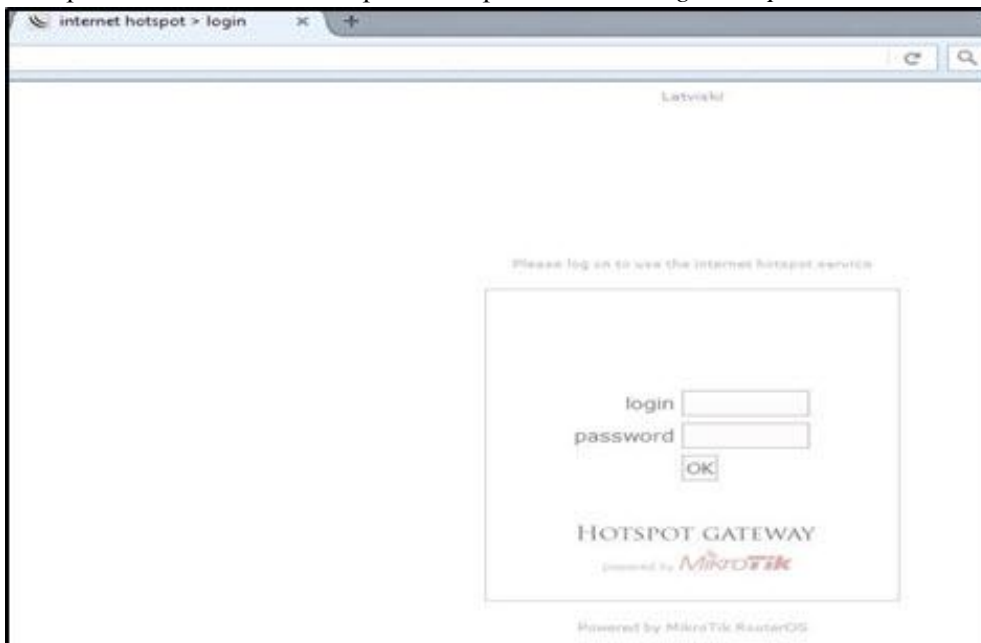 internet hotspot > login
Latviski
Please log on to use the internet hotspot service
login
password
OK
HOTSPOT GATEWAY
powered by MikroTik
Powered by MikroTik RouterOS